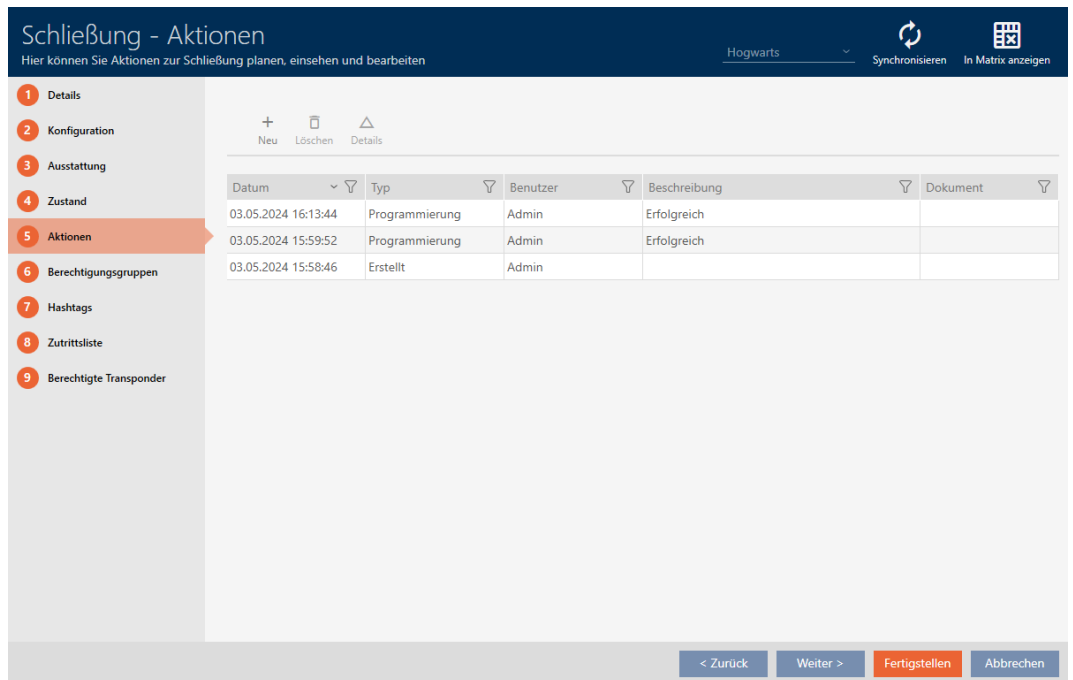 Schließung - Aktionen
Hier können Sie Aktionen zur Schließung planen, einsehen und bearbeiten
Hogwarts
Synchronisieren
In Matrix anzeigen
1 Details
2 Konfiguration
3 Ausstattung
4 Zustand
5 Aktionen
6 Berechtigungsgruppen
7 Hashtags
8 Zutrittsliste
9 Berechtigte Transponder
Neu Löschen Details
Datum Typ Benutzer Beschreibung Dokument
03.05.2024 16:13:44 Programmierung Admin Erfolgreich
03.05.2024 15:59:52 Programmierung Admin Erfolgreich
03.05.2024 15:58:46 Erstellt Admin
< Zurück Weiter > Fertigstellen Abbrechen